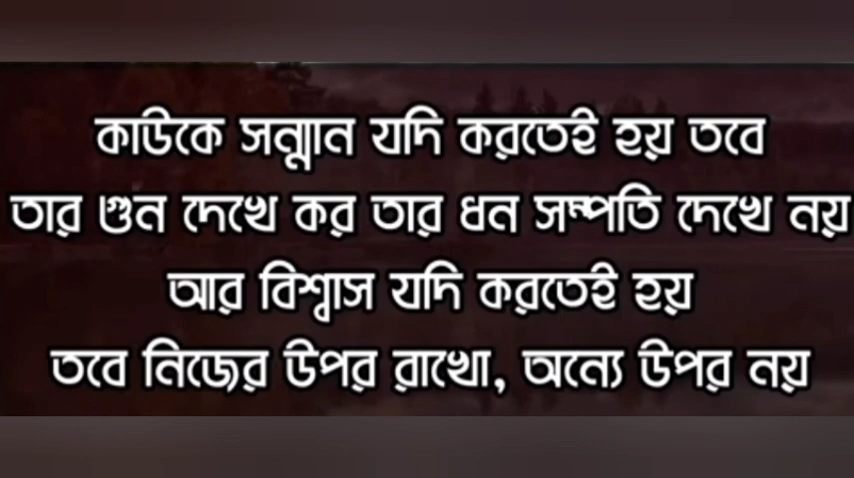 কাউকে সন্মান যদি করতেই হয় তবে
তার গুন দেখে কর তার ধন সম্পতি দেখে নয়
আর বিশ্বাস যদি করতেই হয়
তবে নিজের উপর রাখো, অন্যে উপর নয়